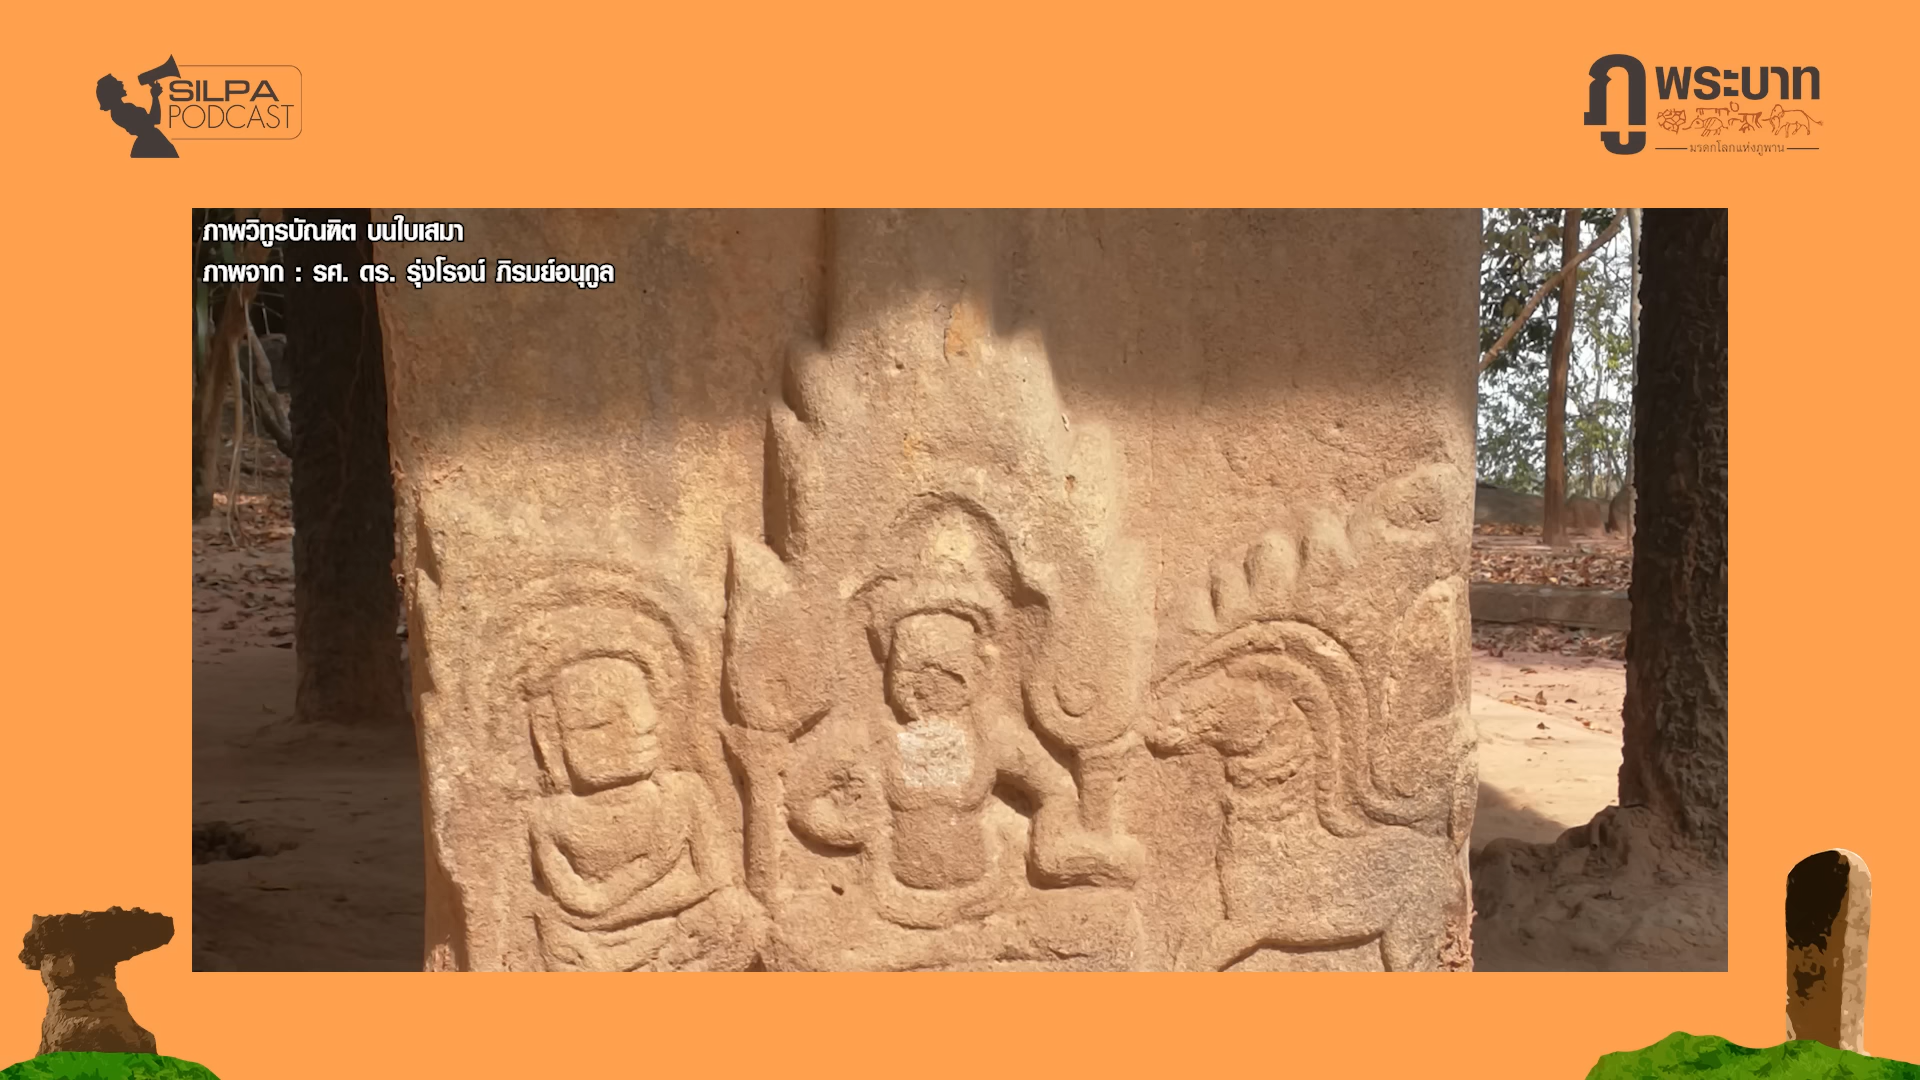 SILPA
PODCAST
ภูพระบาท
มรดกโลกแห่งภูพาน
ภาพวิทูรบัณฑิต บนใบเสมา
ภาพจาก : รศ. ดร. รุ่งโรจน์ ภิรมย์อนุกูล